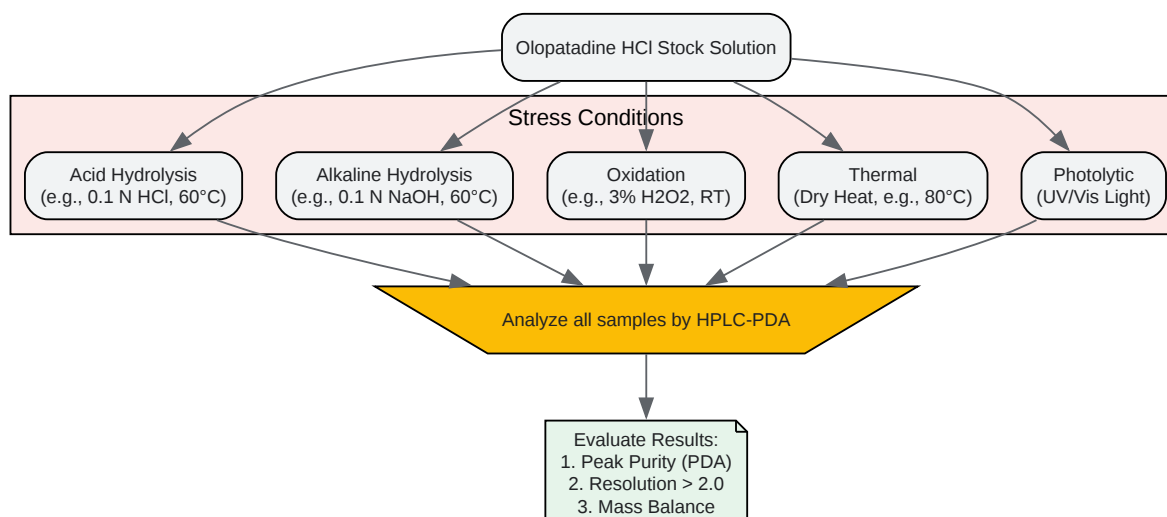 Olopatadine HCl Stock Solution
Stress Conditions
Acid Hydrolysis
(e.g., 0.1 N HCl, 60°C)
Alkaline Hydrolysis
(e.g., 0.1 N NaOH, 60°C)
Oxidation
(e.g., 3% H2O2, RT)
Thermal
(Dry Heat, e.g., 80°C)
Photolytic
(UV/Vis Light)
Analyze all samples by HPLC-PDA
Evaluate Results:
1. Peak Purity (PDA)
2. Resolution > 2.0
3. Mass Balance